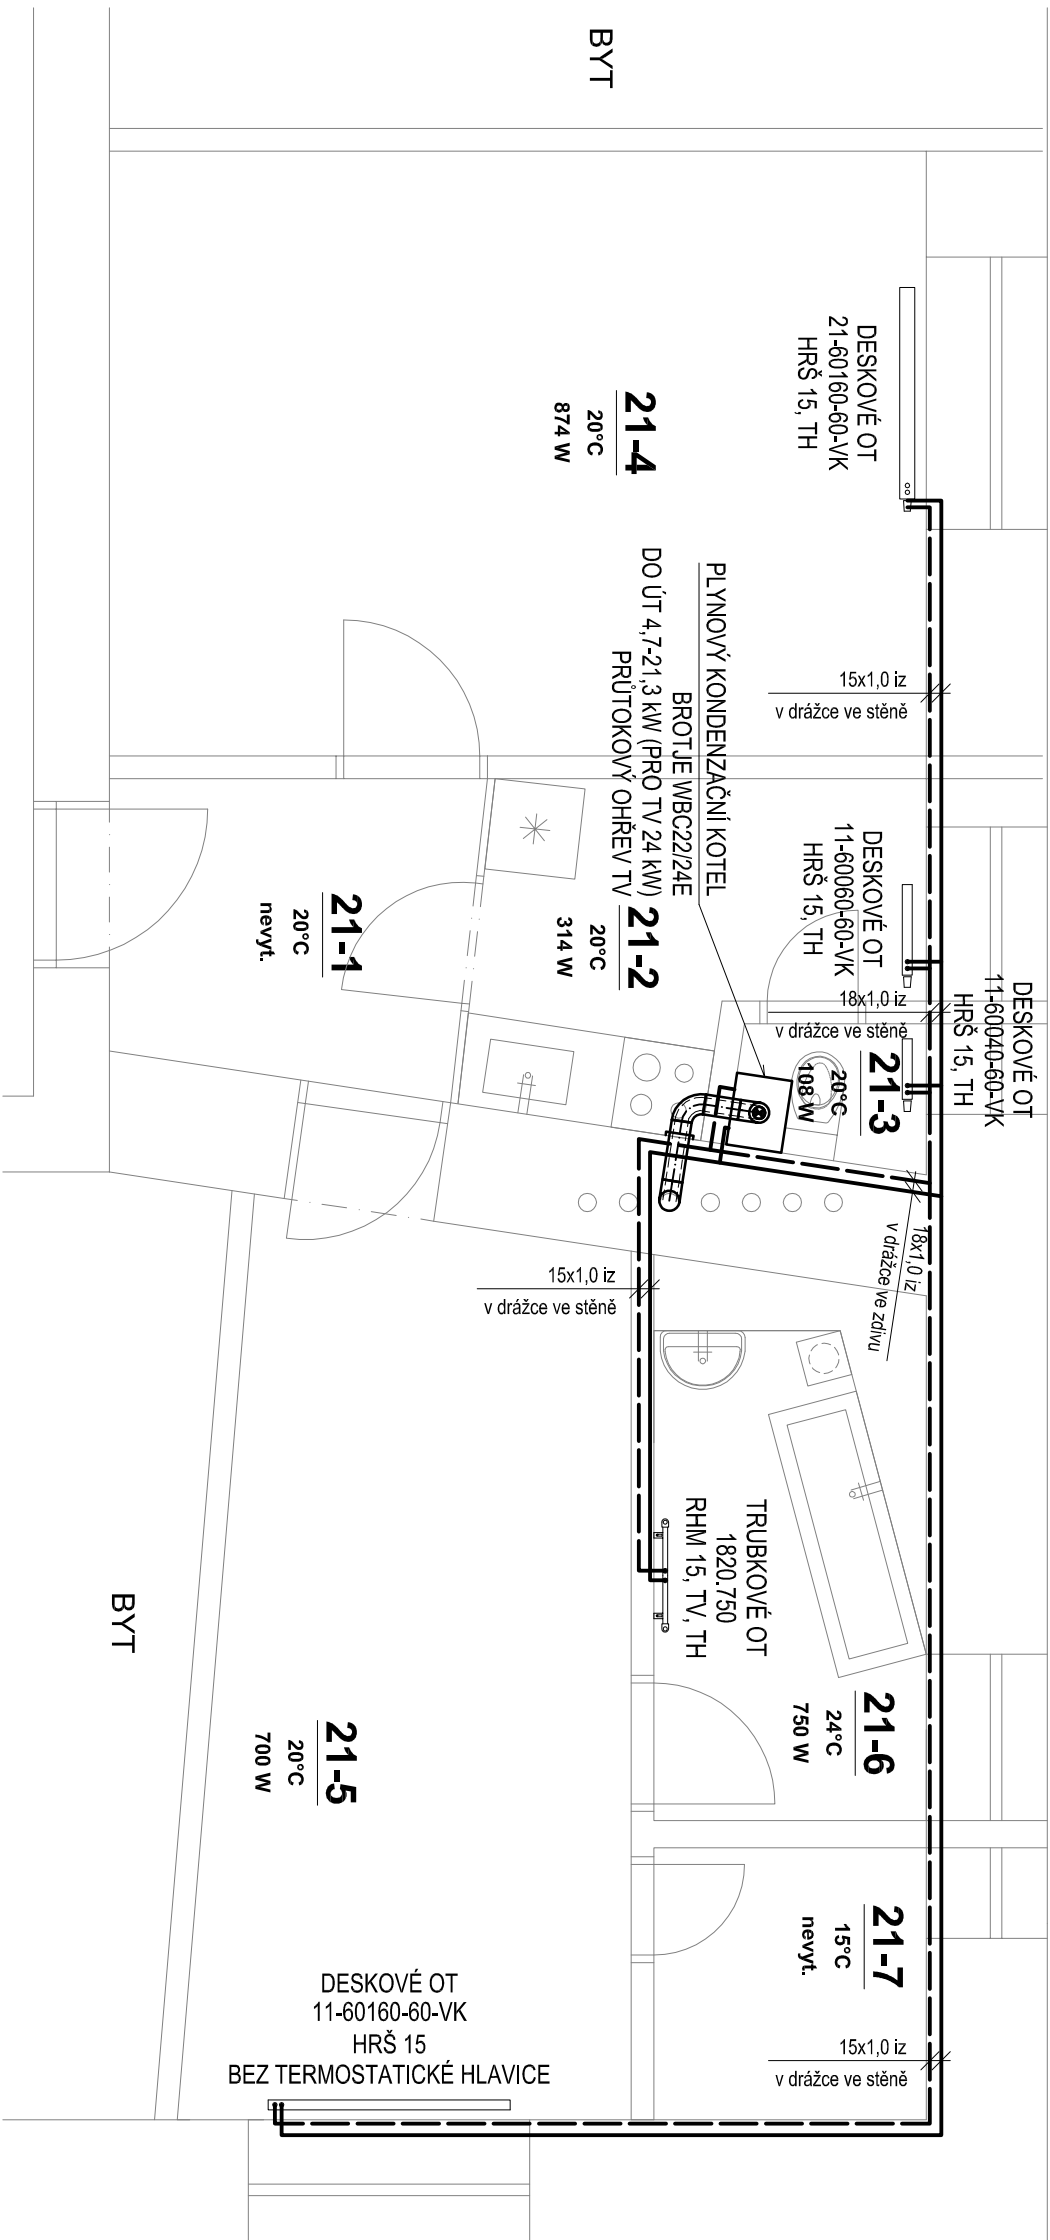 BYT
DESKOVÉ OT
21-60160-60-VK
HRŠ 15, TH
21-4
20°C
874 W
15x1,0 iz
v drážce ve stěně
PLYNOVÝ KONDENZAČNÍ KOTEL
BROTJE WBC22/24E
DO ÚT 4,7-21,3 kW (PRO TV 24 kW)
PRŮTOKOVÝ OHŘEV TV
DESKOVÉ OT
11-60060-60-VK
HRŠ 15, TH
21-2
20°C
314 W
21-1
20°C
nevyt.
DESKOVÉ OT
11-60040-60-VK
HRŠ 15, TH
18x1,0 iz
v drážce ve stěně
21-3
20°C
108 W
18x1,0 iz
v drážce ve zdivu
15x1,0 iz
v drážce ve stěně
TRUBKOVÉ OT
1820.750
RHM 15, TV, TH
21-6
24°C
750 W
BYT
21-5
20°C
700 W
21-7
15°C
nevyt.
DESKOVÉ OT
11-60160-60-VK
HRŠ 15
BEZ TERMOSTATICKÉ HLAVICE
15x1,0 iz
v drážce ve stěně